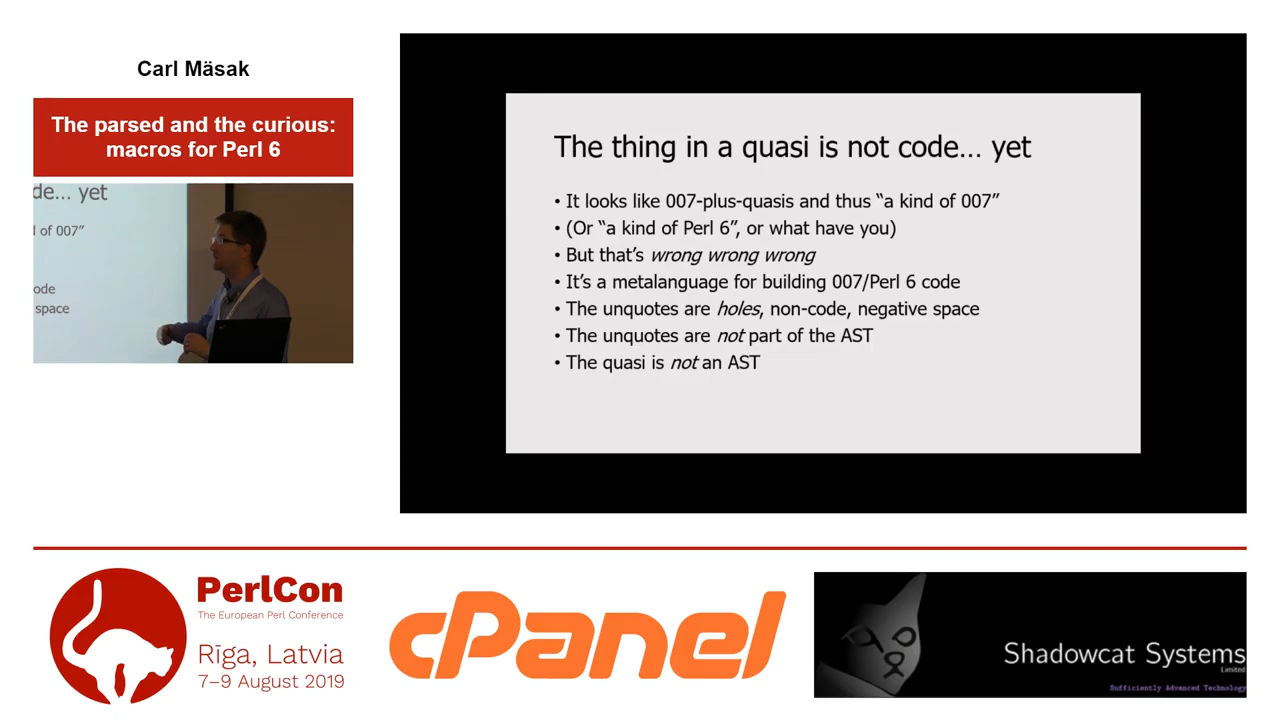 Carl Mäsak
The parsed and the curious:
macros for Perl 6
de… yet
l of 007”
ode
space
The thing in a quasi is not code… yet
• It looks like 007-plus-quasis and thus “a kind of 007”
• (Or “a kind of Perl 6”, or what have you)
• But that’s wrong wrong wrong
• It’s a metalanguage for building 007/Perl 6 code
• The unquotes are holes, non-code, negative space
• The unquotes are not part of the AST
• The quasi is not an AST
PerlCon
The European Perl Conference
Rīga, Latvia
7–9 August 2019
cPanel
Shadowcat Systems
Limited
Sufficiently Advanced Technology